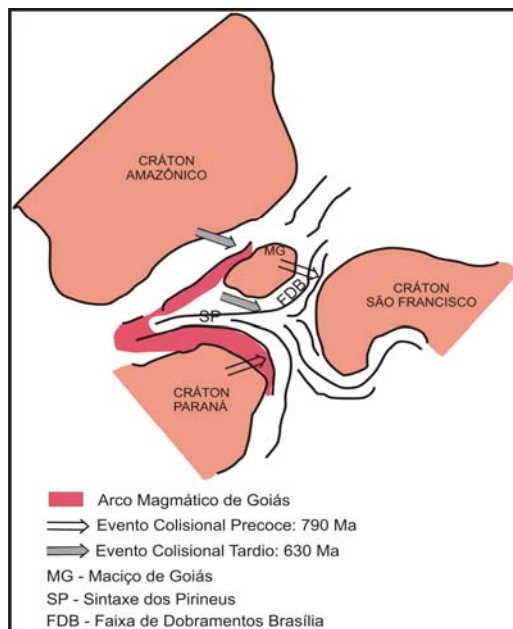 CRÁTON
AMAZÔNICO
MG
CRÁTON
SÃO FRANCISCO
FDB
SP
CRÁTON
PARANÁ
Arco Magmático de Goiás
Evento Colisional Precoce: 790 Ma
Evento Colisional Tardio: 630 Ma
MG - Maciço de Goiás
SP - Sintaxe dos Pirineus
FDB - Faixa de Dobramentos Brasília